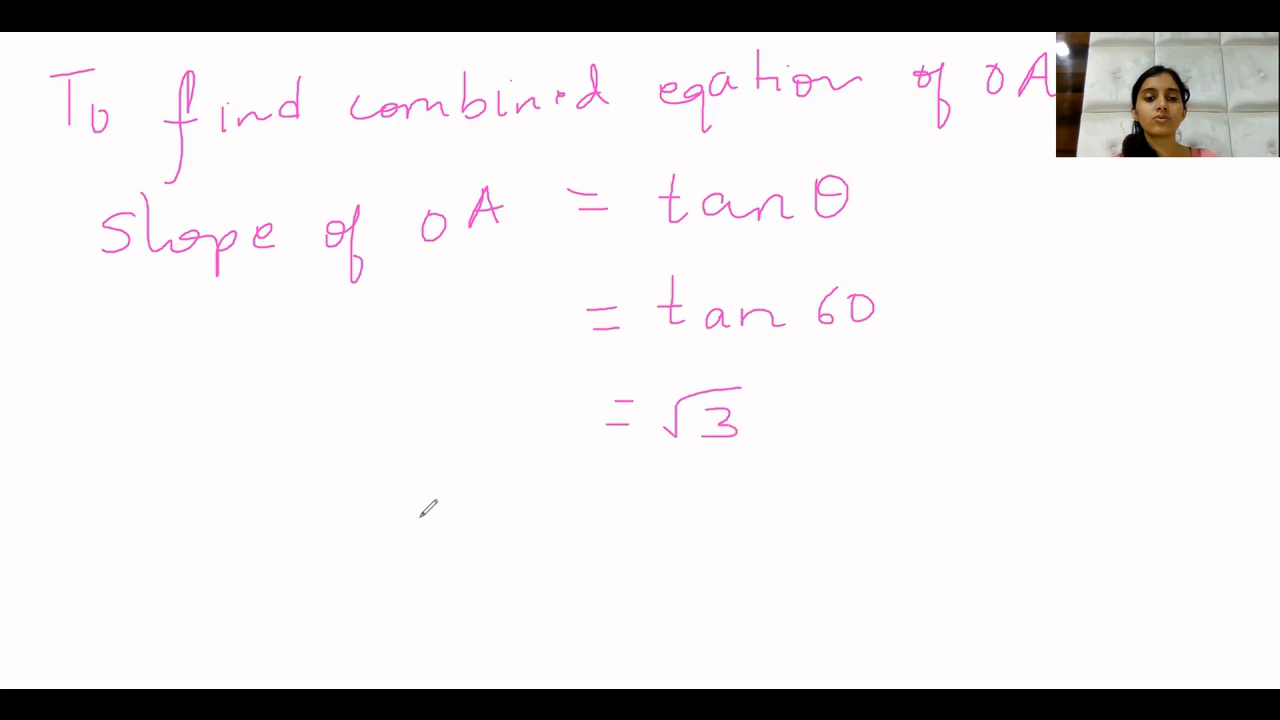 To find combined eqation of OA
Slope of OA = tan θ
= tan 60
= √3